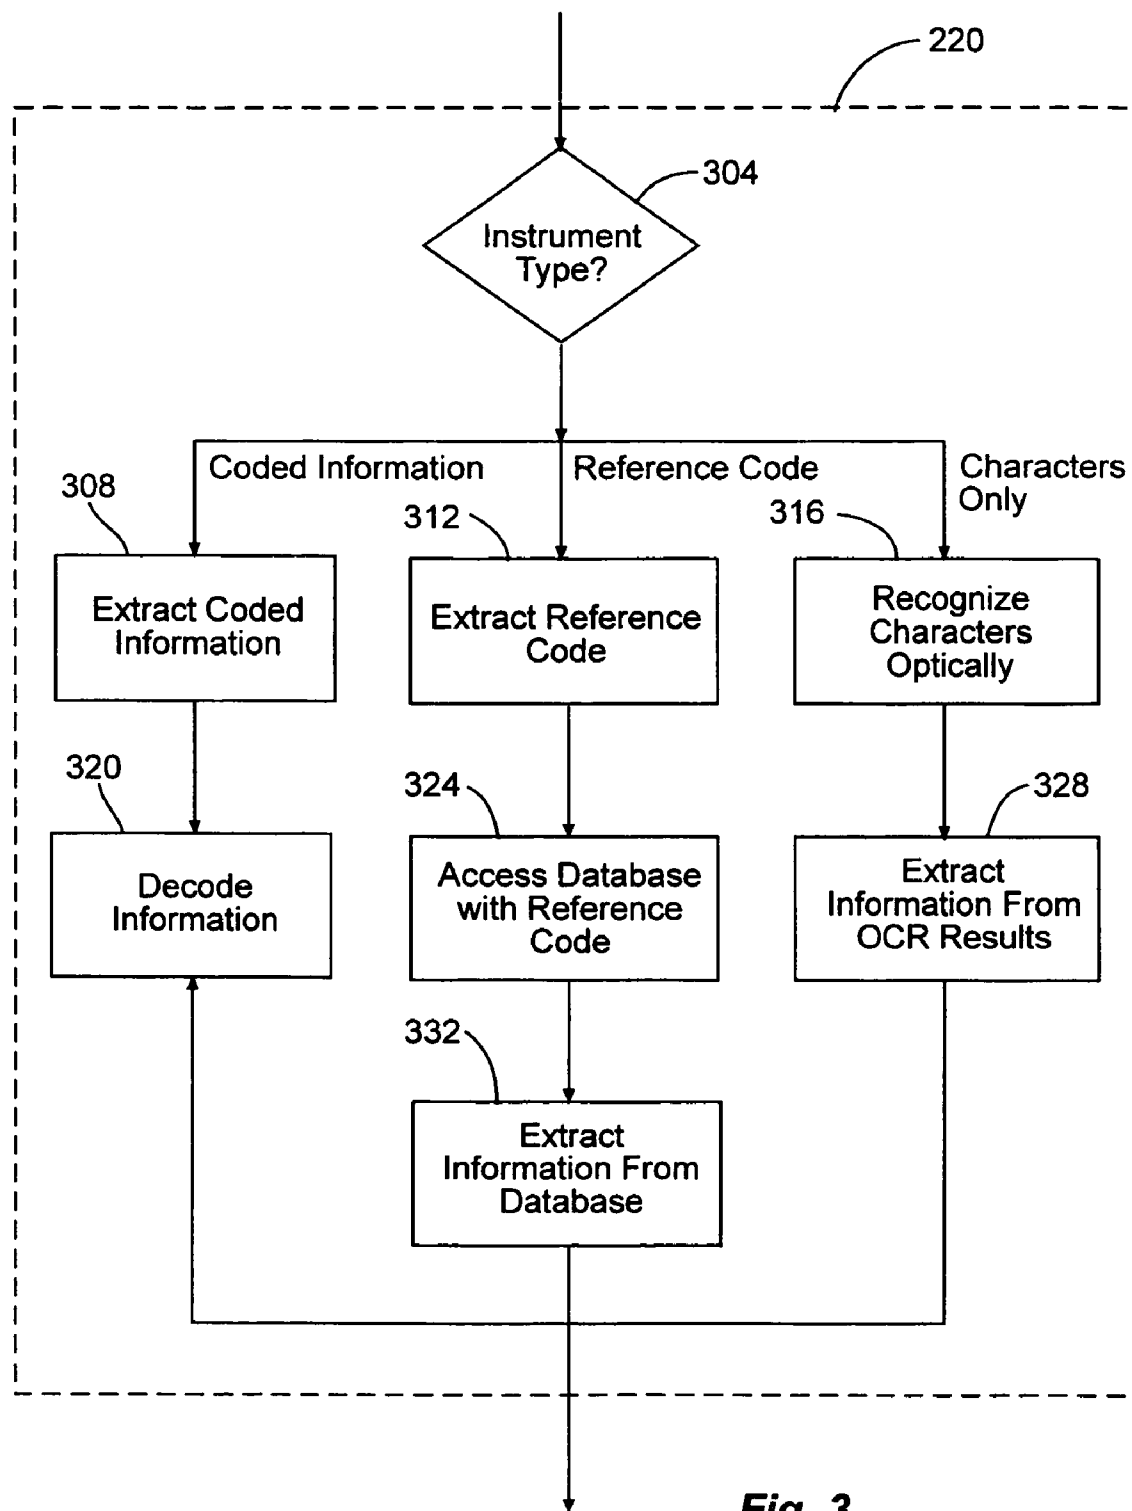 220
304
Instrument
Type?
Coded Information
Reference Code
Characters
Only
308
312
316
Extract Coded
Information
Extract Reference
Code
Recognize
Characters
Optically
320
324
328
Decode
Information
Access Database
with Reference
Code
Extract
Information From
OCR Results
332
Extract
Information From
Database
Fig. 3